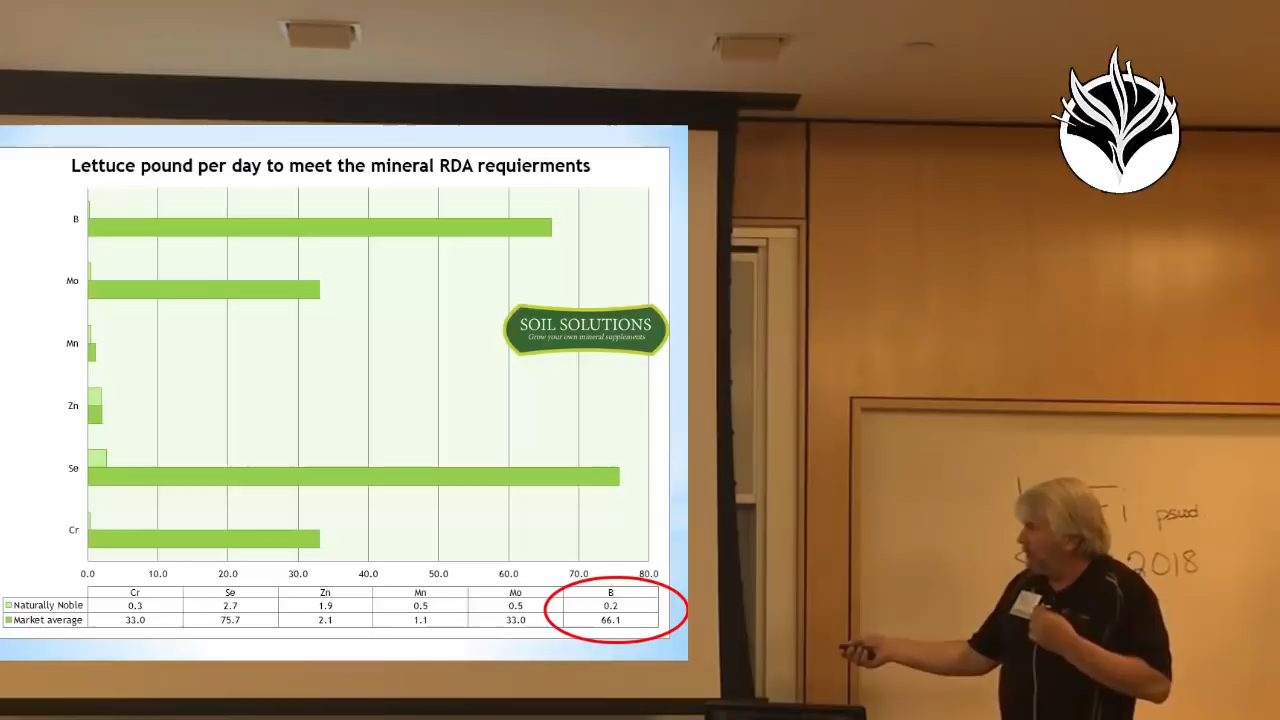 Lettuce pound per day to meet the mineral RDA requierments
B
Mo
Mn
Zn
Se
Cr
SOIL SOLUTIONS
Grow your own mineral supplements
0.0 10.0 20.0 30.0 40.0 50.0 60.0 70.0 80.0
Cr Se Zn Mn Mo B
Naturally Noble 0.3 2.7 1.9 0.5 0.5 0.2
Market average 33.0 75.7 2.1 1.1 33.0 66.1
pswd
2018